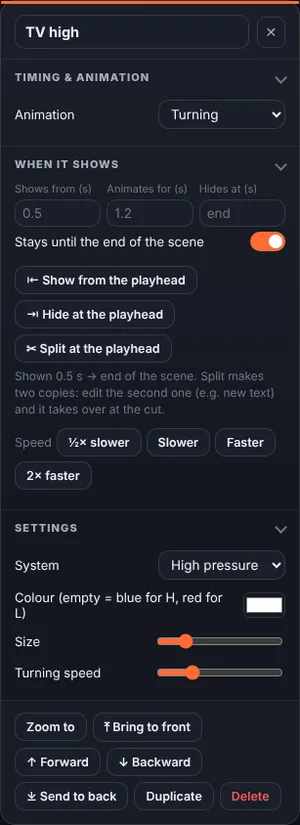 TV high
×
TIMING & ANIMATION
Animation
Turning
WHEN IT SHOWS
Shows from (s) Animates for (s) Hides at (s)
0.5 1.2 end
Stays until the end of the scene
⇤ Show from the playhead
⇥ Hide at the playhead
✂ Split at the playhead
Shown 0.5 s → end of the scene. Split makes
two copies: edit the second one (e.g. new text)
and it takes over at the cut.
Speed ½× slower Slower Faster
2× faster
SETTINGS
System High pressure
Colour (empty = blue for H, red for
L)
Size
Turning speed
Zoom to ⤒ Bring to front
↑ Forward ↓ Backward
⤓ Send to back Duplicate Delete